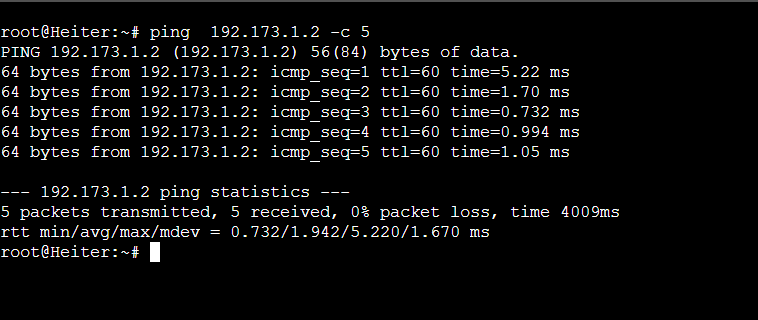 root@Heiter:~# ping  192.173.1.2 -c 5
PING 192.173.1.2 (192.173.1.2) 56(84) bytes of data.
64 bytes from 192.173.1.2: icmp_seq=1 ttl=60 time=5.22 ms
64 bytes from 192.173.1.2: icmp_seq=2 ttl=60 time=1.70 ms
64 bytes from 192.173.1.2: icmp_seq=3 ttl=60 time=0.732 ms
64 bytes from 192.173.1.2: icmp_seq=4 ttl=60 time=0.994 ms
64 bytes from 192.173.1.2: icmp_seq=5 ttl=60 time=1.05 ms

--- 192.173.1.2 ping statistics ---
5 packets transmitted, 5 received, 0% packet loss, time 4009ms
rtt min/avg/max/mdev = 0.732/1.942/5.220/1.670 ms
root@Heiter:~#